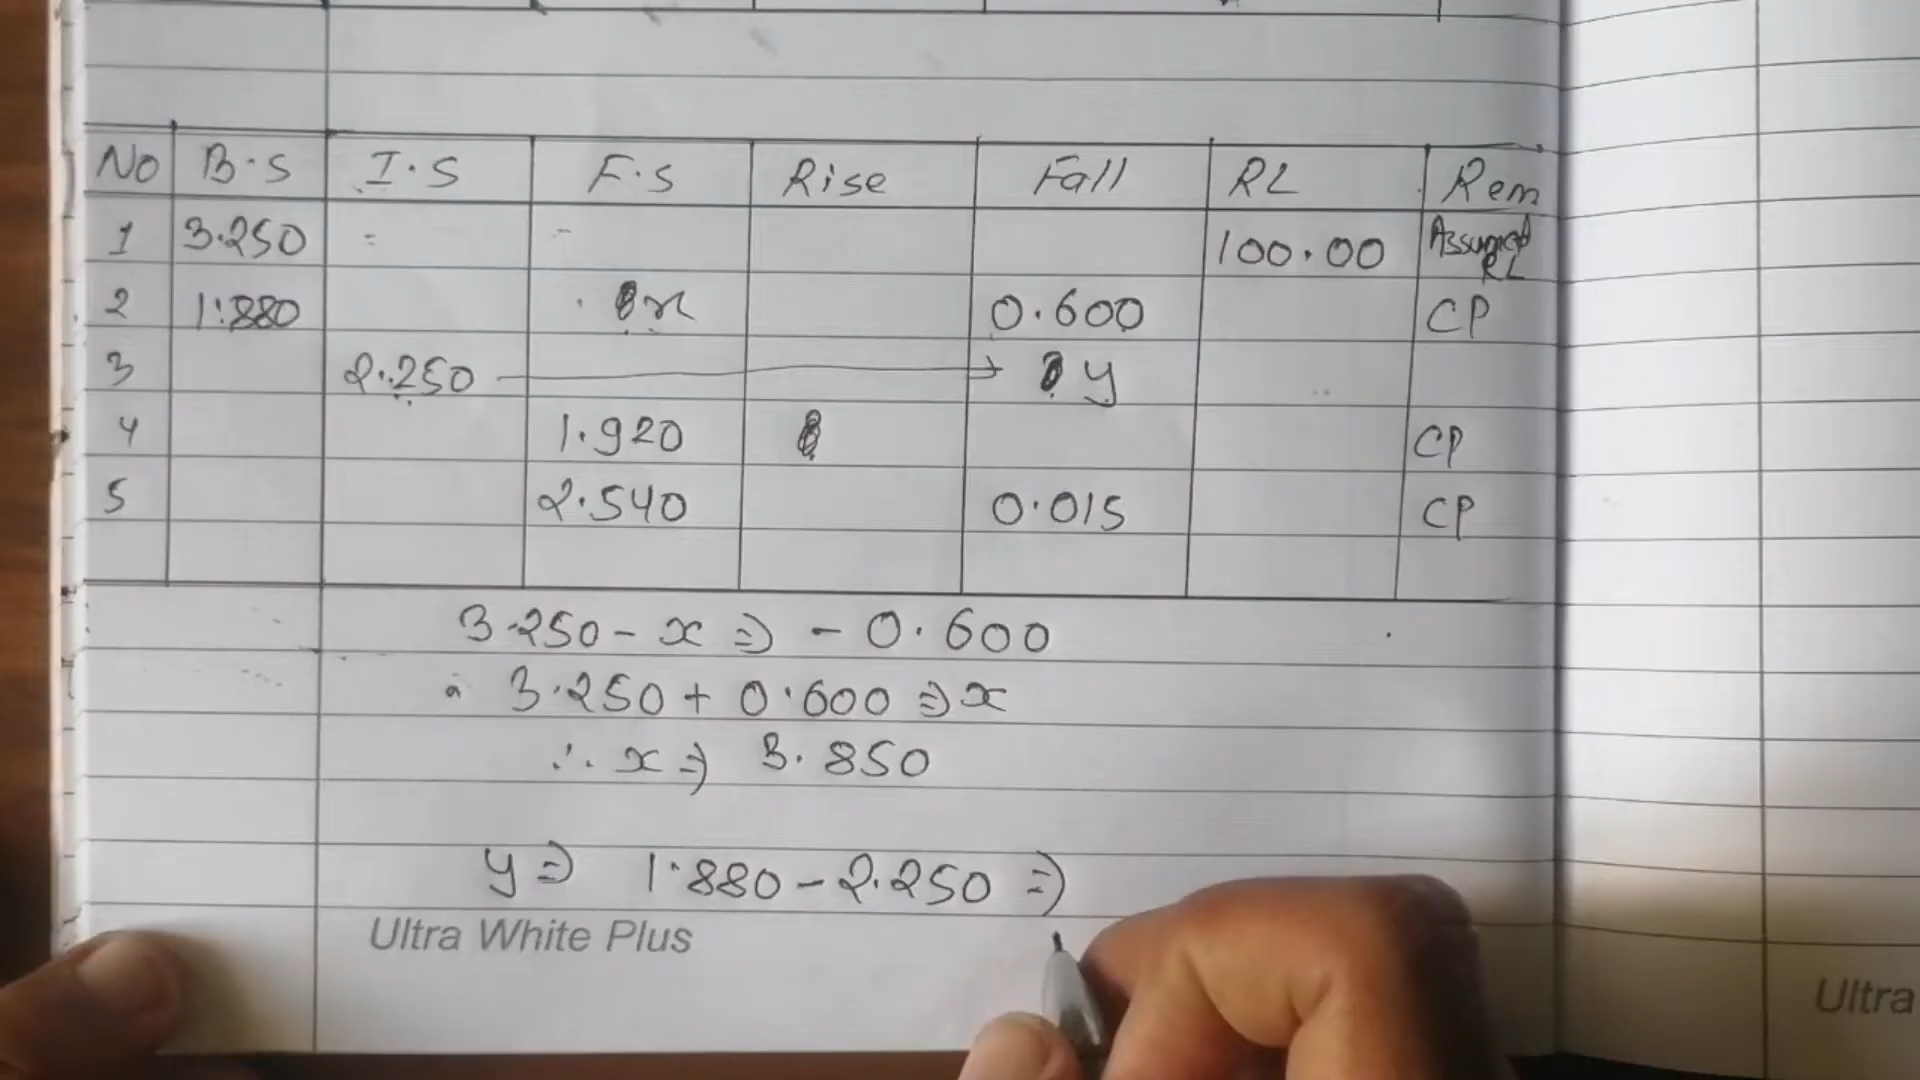 No B.S I.S F.S Rise Fall RL Rem
1 3.250 = - 100.00 Assumed RL
2 1.880 x 0.600 CP
3 2.250 → y
4 1.920 CP
5 2.540 0.015 CP
3.250 - x => - 0.600
3.250 + 0.600 => x
∴ x => 3.850
y => 1.880 - 2.250 =>
Ultra White Plus
Ultra